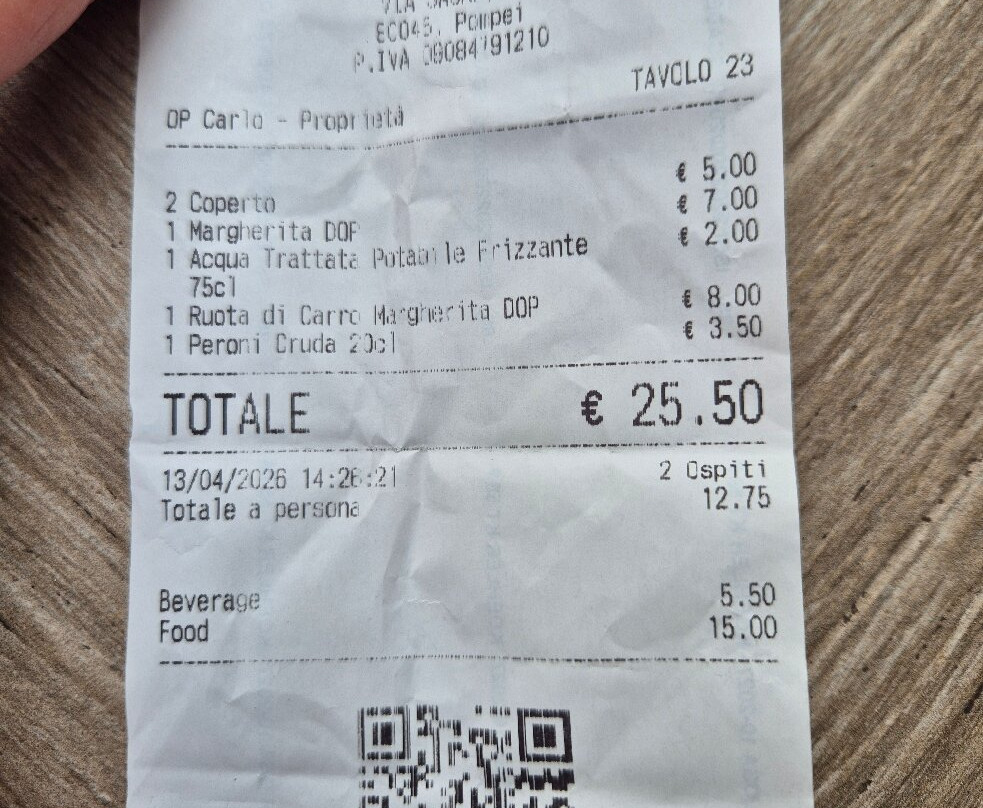 VIA
EC045, Pompei
P.IVA 08084791210
TAVOLO 23
OP Carlo - Proprietà
2 Coperto € 5.00
1 Margherita DOP € 7.00
1 Acqua Trattata Potabile Frizzante € 2.00
75cl
1 Ruota di Carro Margherita DOP € 8.00
1 Peroni Cruda 20cl € 3.50
TOTALE € 25.50
13/04/2026 14:26:21 2 Ospiti
Totale a persona 12.75
Beverage 5.50
Food 15.00